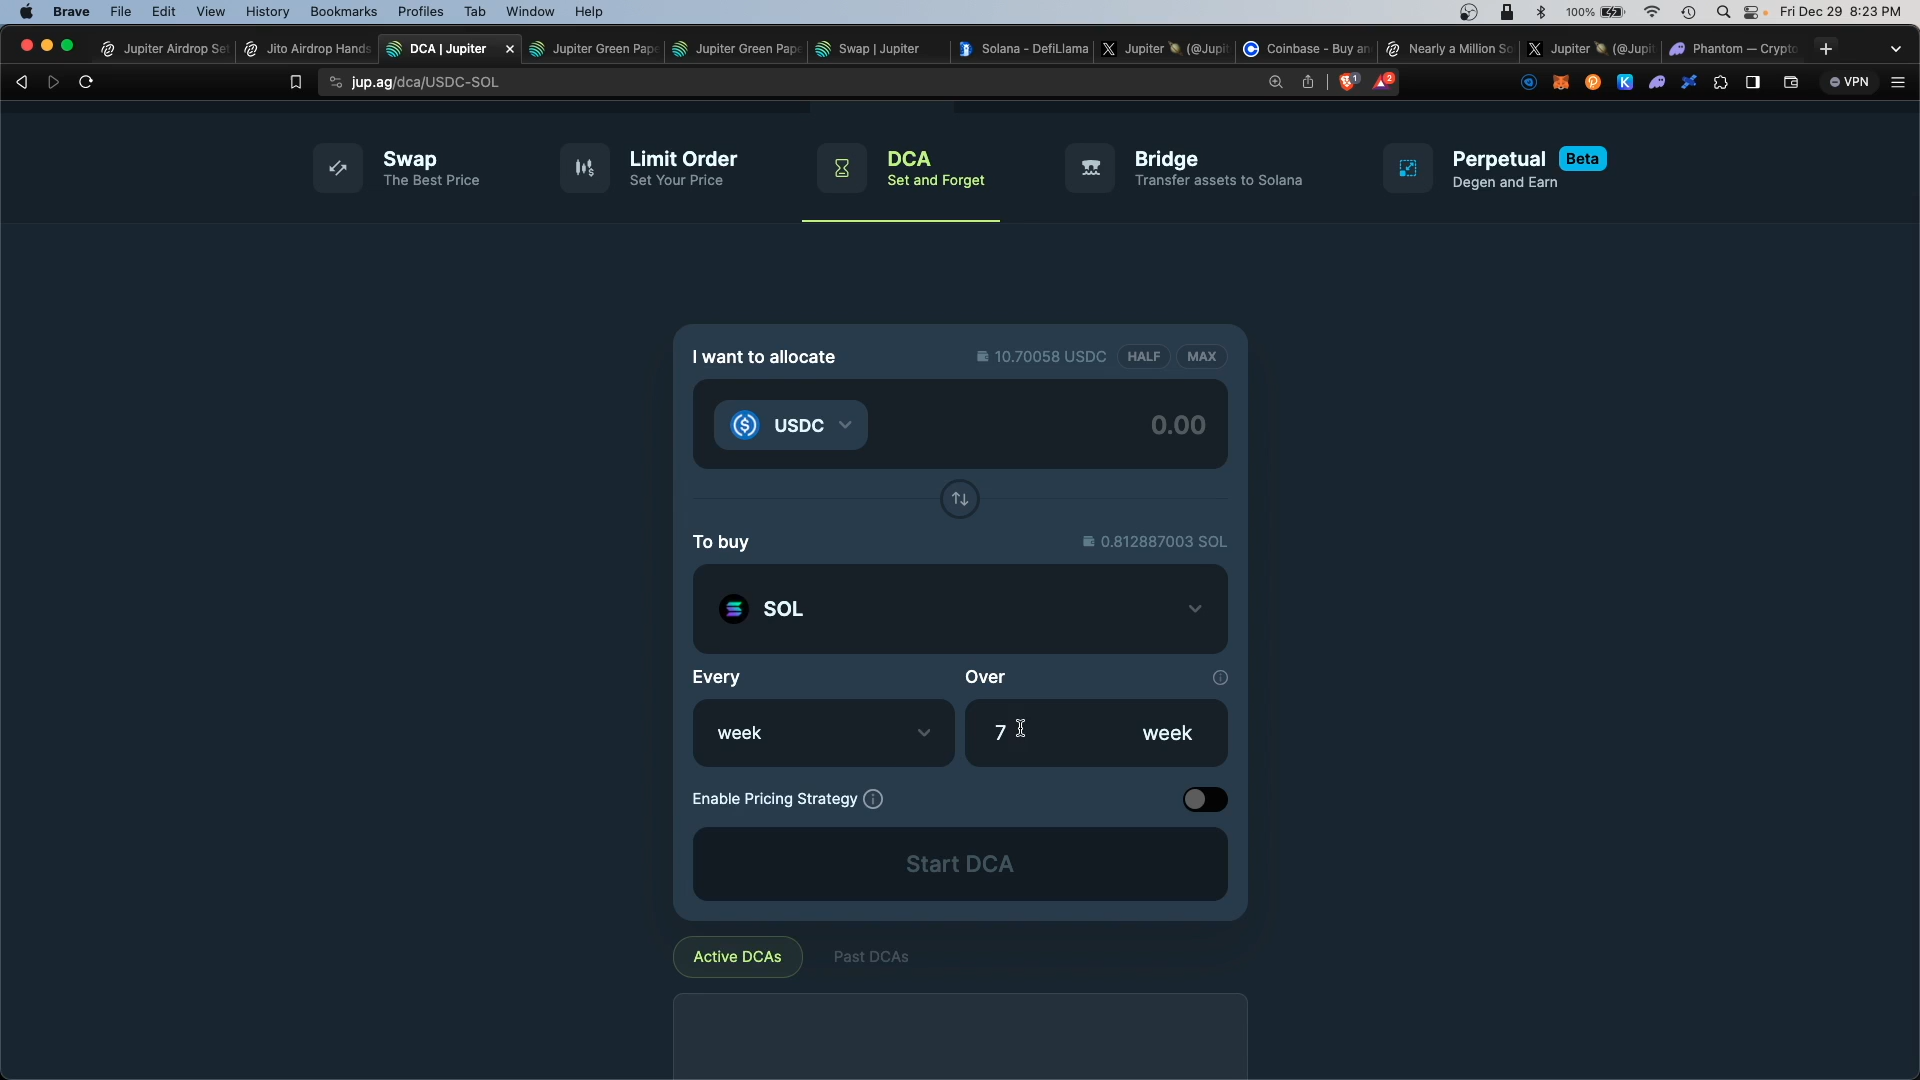 Brave File Edit View History Bookmarks Profiles Tab Window Help 100% Fri Dec 29 8:23 PM
Jupiter Airdrop Set Jito Airdrop Hands DCA | Jupiter Jupiter Green Pape Jupiter Green Pape Swap | Jupiter Solana - DefiLlama Jupiter (@Jupit Coinbase - Buy an Nearly a Million So Jupiter (@Jupit Phantom — Crypto
jup.ag/dca/USDC-SOL 1 2 VPN
Swap
The Best Price
Limit Order
Set Your Price
DCA
Set and Forget
Bridge
Transfer assets to Solana
Perpetual Beta
Degen and Earn
I want to allocate 10.70058 USDC HALF MAX
USDC 0.00
To buy 0.812887003 SOL
SOL
Every Over
week 7 week
Enable Pricing Strategy
Start DCA
Active DCAs Past DCAs